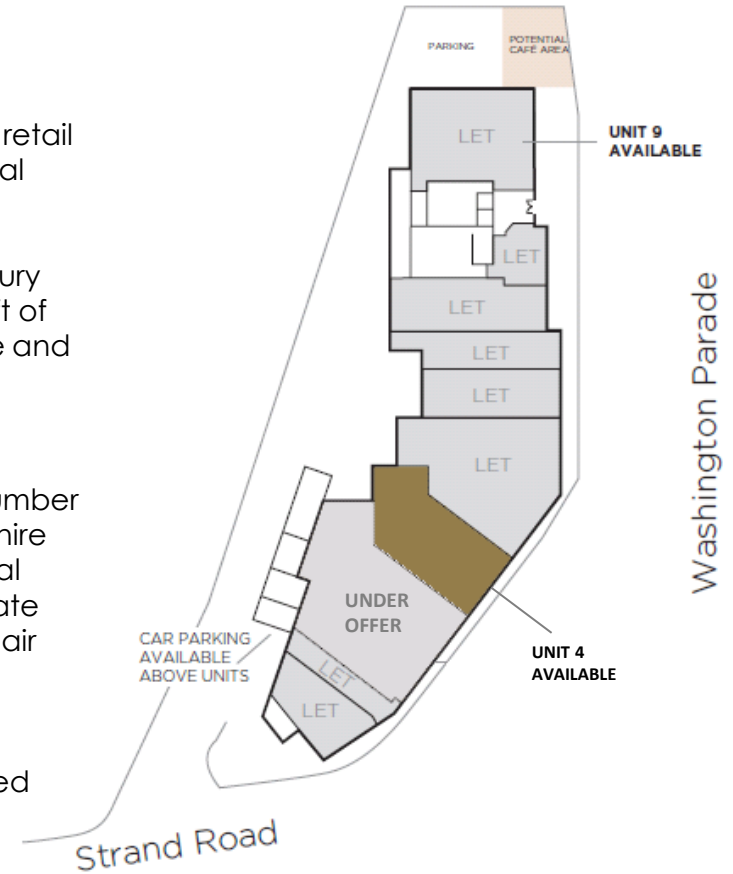 retail
al
ury
t of
e and
umber
hire
al
ate
air
ed
PARKING
POTENTIAL
CAFÉ AREA
LET
UNIT 9
AVAILABLE
LET
LET
LET
LET
LET
Washington Parade
UNDER
OFFER
UNIT 4
AVAILABLE
CAR PARKING
AVAILABLE
ABOVE UNITS
LET
LET
Strand Road